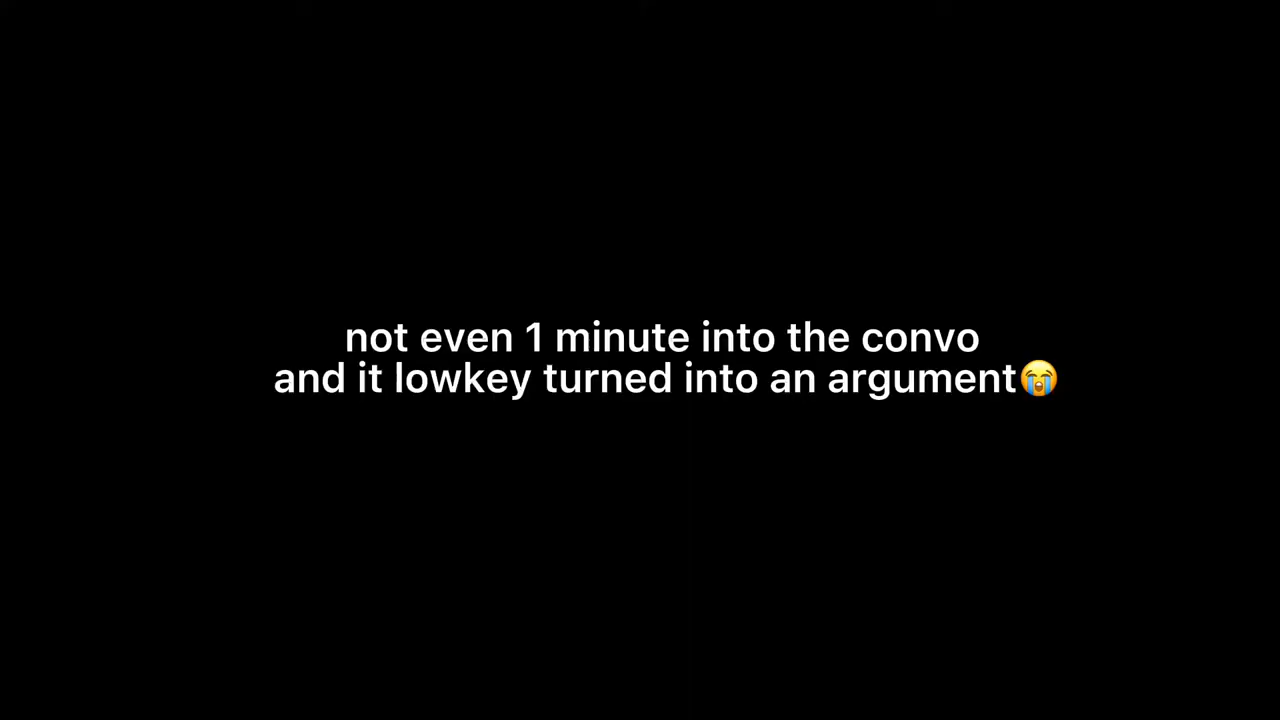 not even 1 minute into the convo
and it lowkey turned into an argument😭